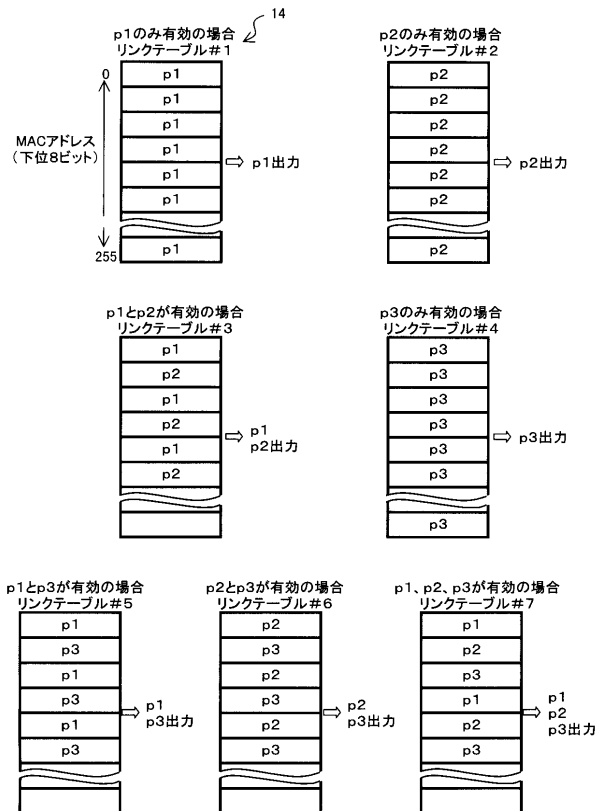 14
p1のみ有効の場合
リンクテーブル#1
0
MACアドレス
(下位8ビット)
255
p1
p1
p1
p1
p1
p1
p1
p1出力
p2のみ有効の場合
リンクテーブル#2
p2
p2
p2
p2
p2
p2
p2
p2出力
p1とp2が有効の場合
リンクテーブル#3
p1
p2
p1
p2
p1
p2
p1
p2出力
p3のみ有効の場合
リンクテーブル#4
p3
p3
p3
p3
p3
p3
p3
p3出力
p1とp3が有効の場合
リンクテーブル#5
p1
p3
p1
p3
p1
p3
p1
p3出力
p2とp3が有効の場合
リンクテーブル#6
p2
p3
p2
p3
p2
p3
p2
p3出力
p1、p2、p3が有効の場合
リンクテーブル#7
p1
p2
p3
p1
p2
p3
p1
p2
p3出力